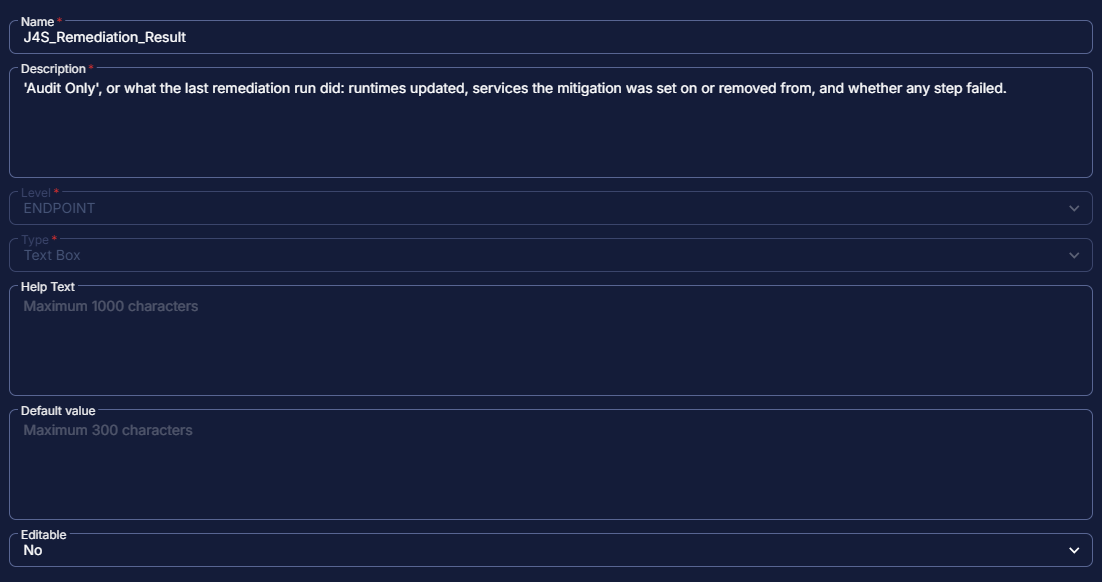 Name *
J4S_Remediation_Result
Description *
'Audit Only', or what the last remediation run did: runtimes updated, services the mitigation was set on or removed from, and whether any step failed.
Level *
ENDPOINT
Type *
Text Box
Help Text
Maximum 1000 characters
Default value
Maximum 300 characters
Editable
No